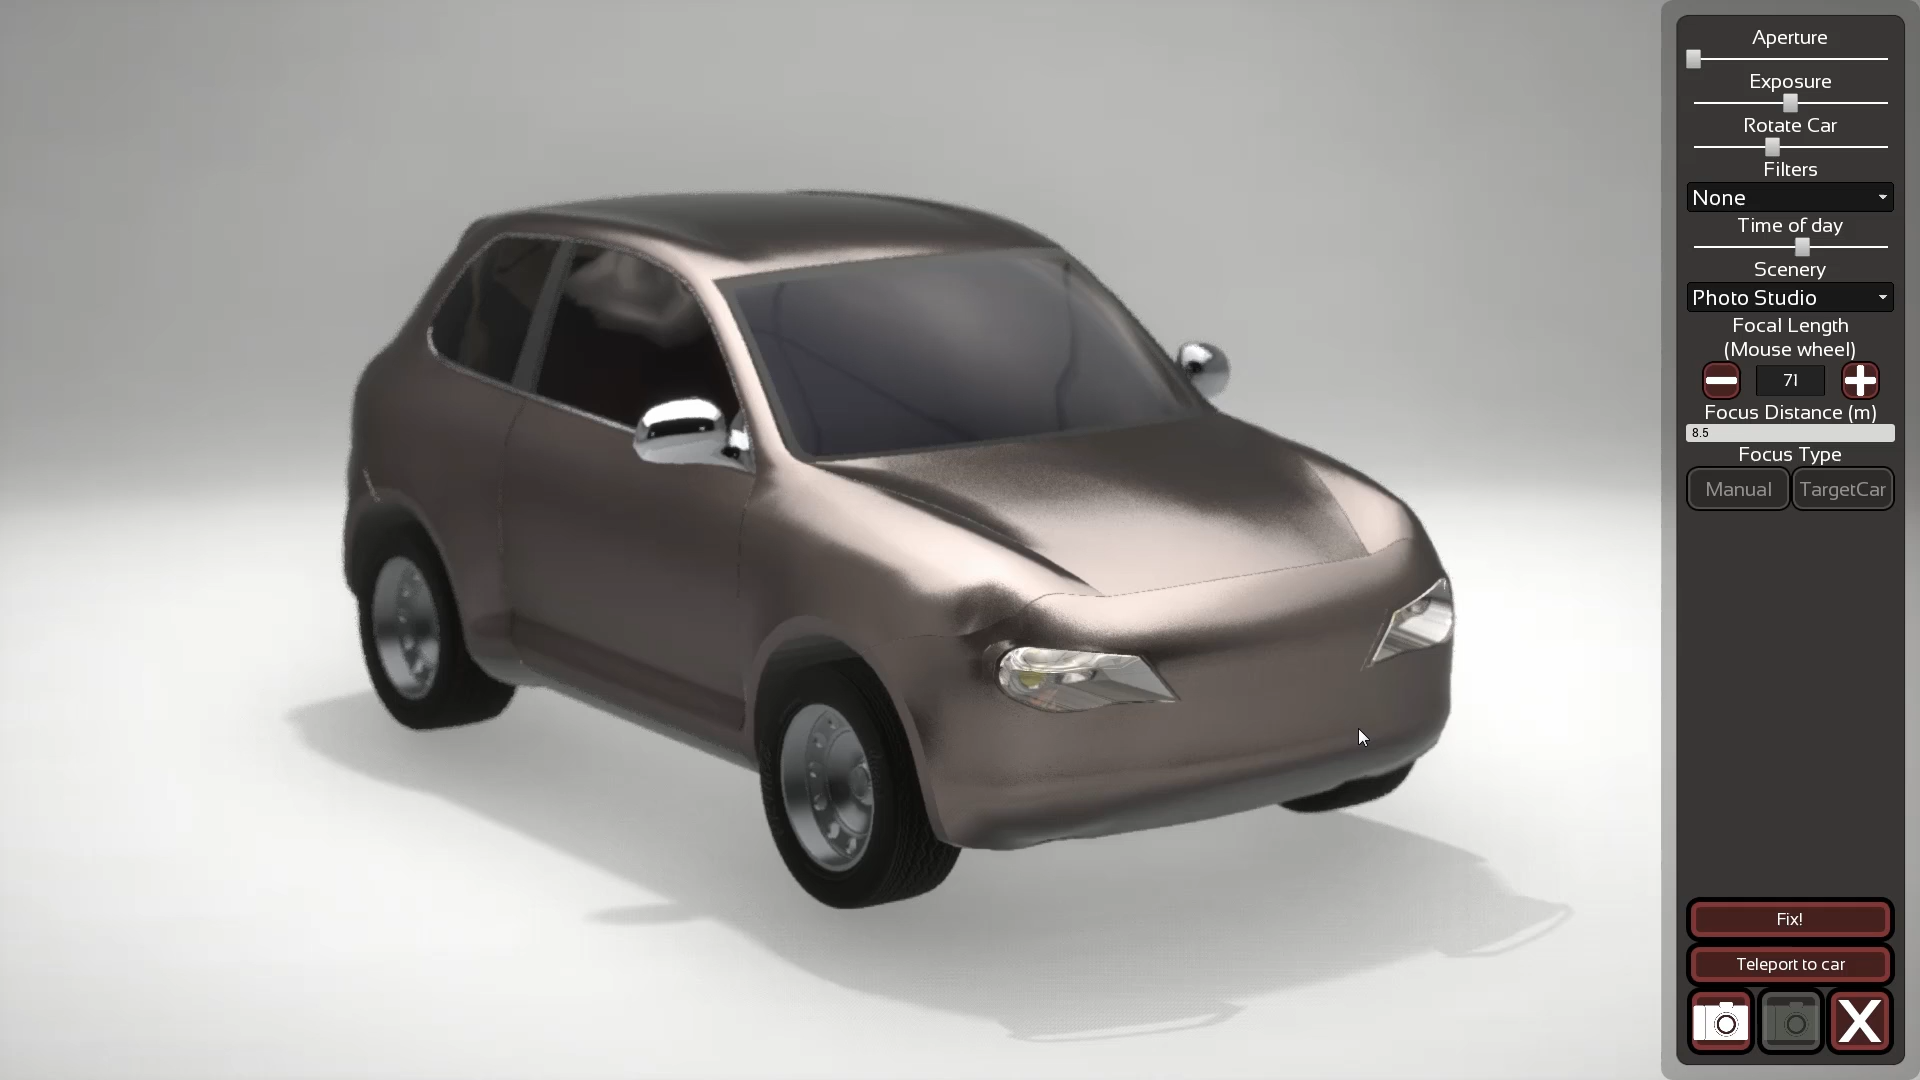 Aperture
Exposure
Rotate Car
Filters
None
Time of day
Scenery
Photo Studio
Focal Length
(Mouse wheel)
71
Focus Distance (m)
8.5
Focus Type
Manual TargetCar
Fix!
Teleport to car